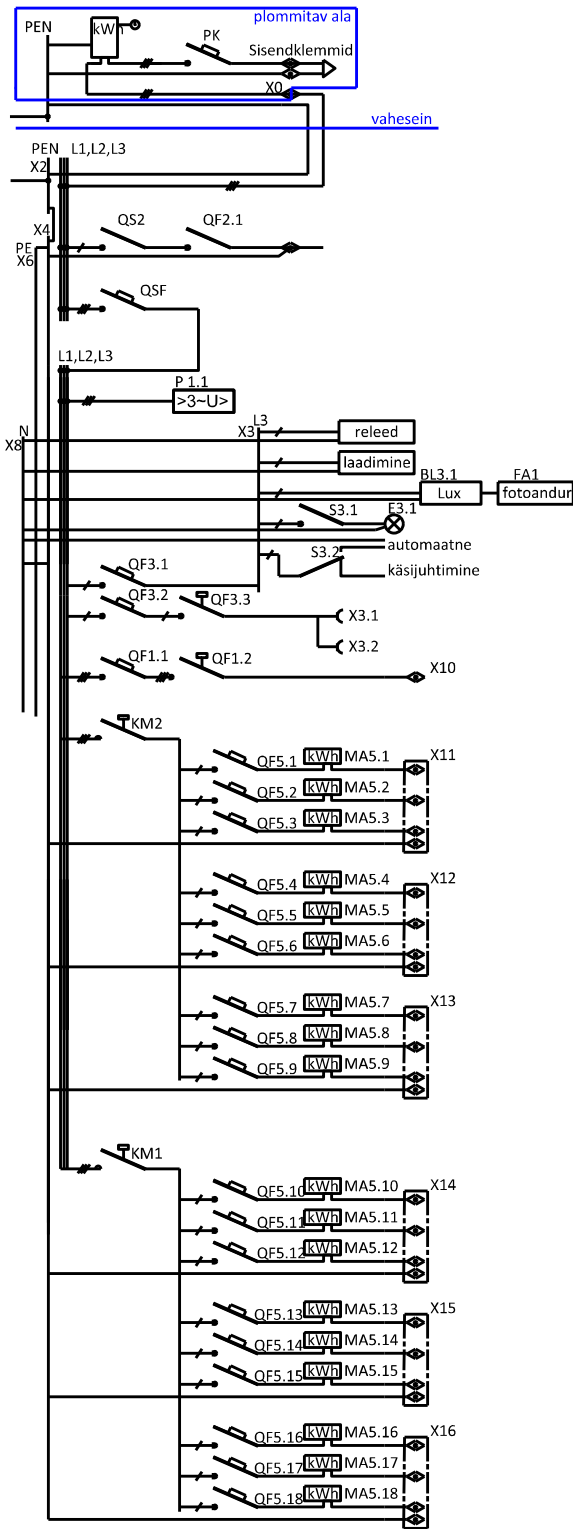 plommitav ala
PEN
kWh
PK
Sisendklemmid
X0
vahesein
PEN L1,L2,L3
X2
X4
QS2 QF2.1
PE
X6
QSF
L1,L2,L3
P 1.1
>3~U>
L3
X3
releed
N
X8
laadimine
BL3.1 FA1
Lux fotoandur
S3.1 E3.1
automaatne
S3.2
käsijuhtimine
QF3.1
QF3.2 QF3.3
X3.1
X3.2
QF1.1 QF1.2 X10
KM2
QF5.1 kWh MA5.1 X11
QF5.2 kWh MA5.2
QF5.3 kWh MA5.3
QF5.4 kWh MA5.4 X12
QF5.5 kWh MA5.5
QF5.6 kWh MA5.6
QF5.7 kWh MA5.7 X13
QF5.8 kWh MA5.8
QF5.9 kWh MA5.9
KM1
QF5.10 kWh MA5.10 X14
QF5.11 kWh MA5.11
QF5.12 kWh MA5.12
QF5.13 kWh MA5.13 X15
QF5.14 kWh MA5.14
QF5.15 kWh MA5.15
QF5.16 kWh MA5.16 X16
QF5.17 kWh MA5.17
QF5.18 kWh MA5.18